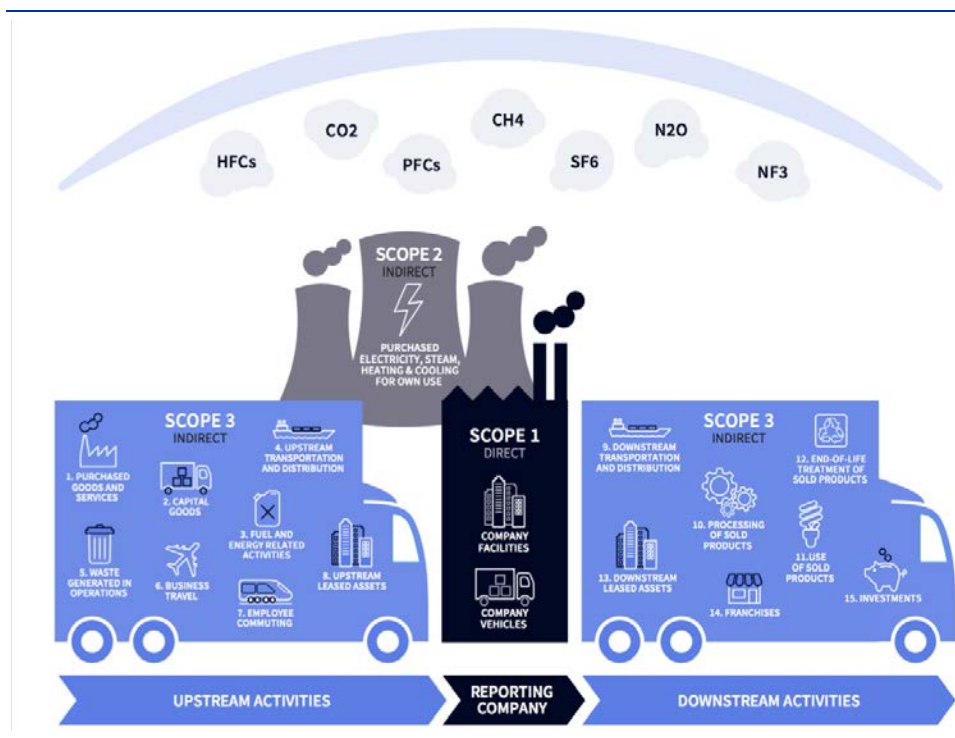 CO2
CH4
N2O
HFCs
PFCs
SF6
NF3
SCOPE 2
INDIRECT
PURCHASED
ELECTRICITY, STEAM,
HEATING & COOLING
FOR OWN USE
SCOPE 3
INDIRECT
1. PURCHASED
GOODS AND
SERVICES
2. CAPITAL
GOODS
4. UPSTREAM
TRANSPORTATION
AND DISTRIBUTION
3. FUEL AND
ENERGY RELATED
ACTIVITIES
5. WASTE
GENERATED IN
OPERATIONS
6. BUSINESS
TRAVEL
7. EMPLOYEE
COMMUTING
8. UPSTREAM
LEASED ASSETS
SCOPE 1
DIRECT
COMPANY
FACILITIES
COMPANY
VEHICLES
SCOPE 3
INDIRECT
9. DOWNSTREAM
TRANSPORTATION
AND DISTRIBUTION
10. PROCESSING
OF SOLD
PRODUCTS
12. END-OF-LIFE
TREATMENT OF
SOLD PRODUCTS
11.USE
OF SOLD
PRODUCTS
13. DOWNSTREAM
LEASED ASSETS
14. FRANCHISES
15. INVESTMENTS
UPSTREAM ACTIVITIES
REPORTING
COMPANY
DOWNSTREAM ACTIVITIES